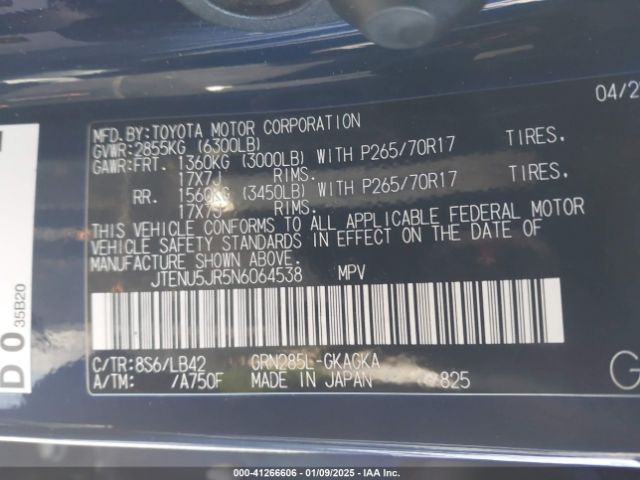 04/2
MFD.BY:TOYOTA MOTOR CORPORATION
GVWR:2855KG (6300LB)
GAWR:FRT. 1360KG (3000LB) WITH P265/70R17 TIRES.
17X7J RIMS.
RR. 1560KG (3450LB) WITH P265/70R17 TIRES.
17X7J RIMS.
THIS VEHICLE CONFORMS TO ALL APPLICABLE FEDERAL MOTOR
VEHICLE SAFETY STANDARDS IN EFFECT ON THE DATE OF
MANUFACTURE SHOWN ABOVE.
JTENU5JR5N6064538 MPV
C/TR:8S6/LB42 GRN285L-GKAGKA
A/TM: /A750F MADE IN JAPAN 825
G
D 0 35B20
© 41266606 - 01/09/2025 - IAA Inc.